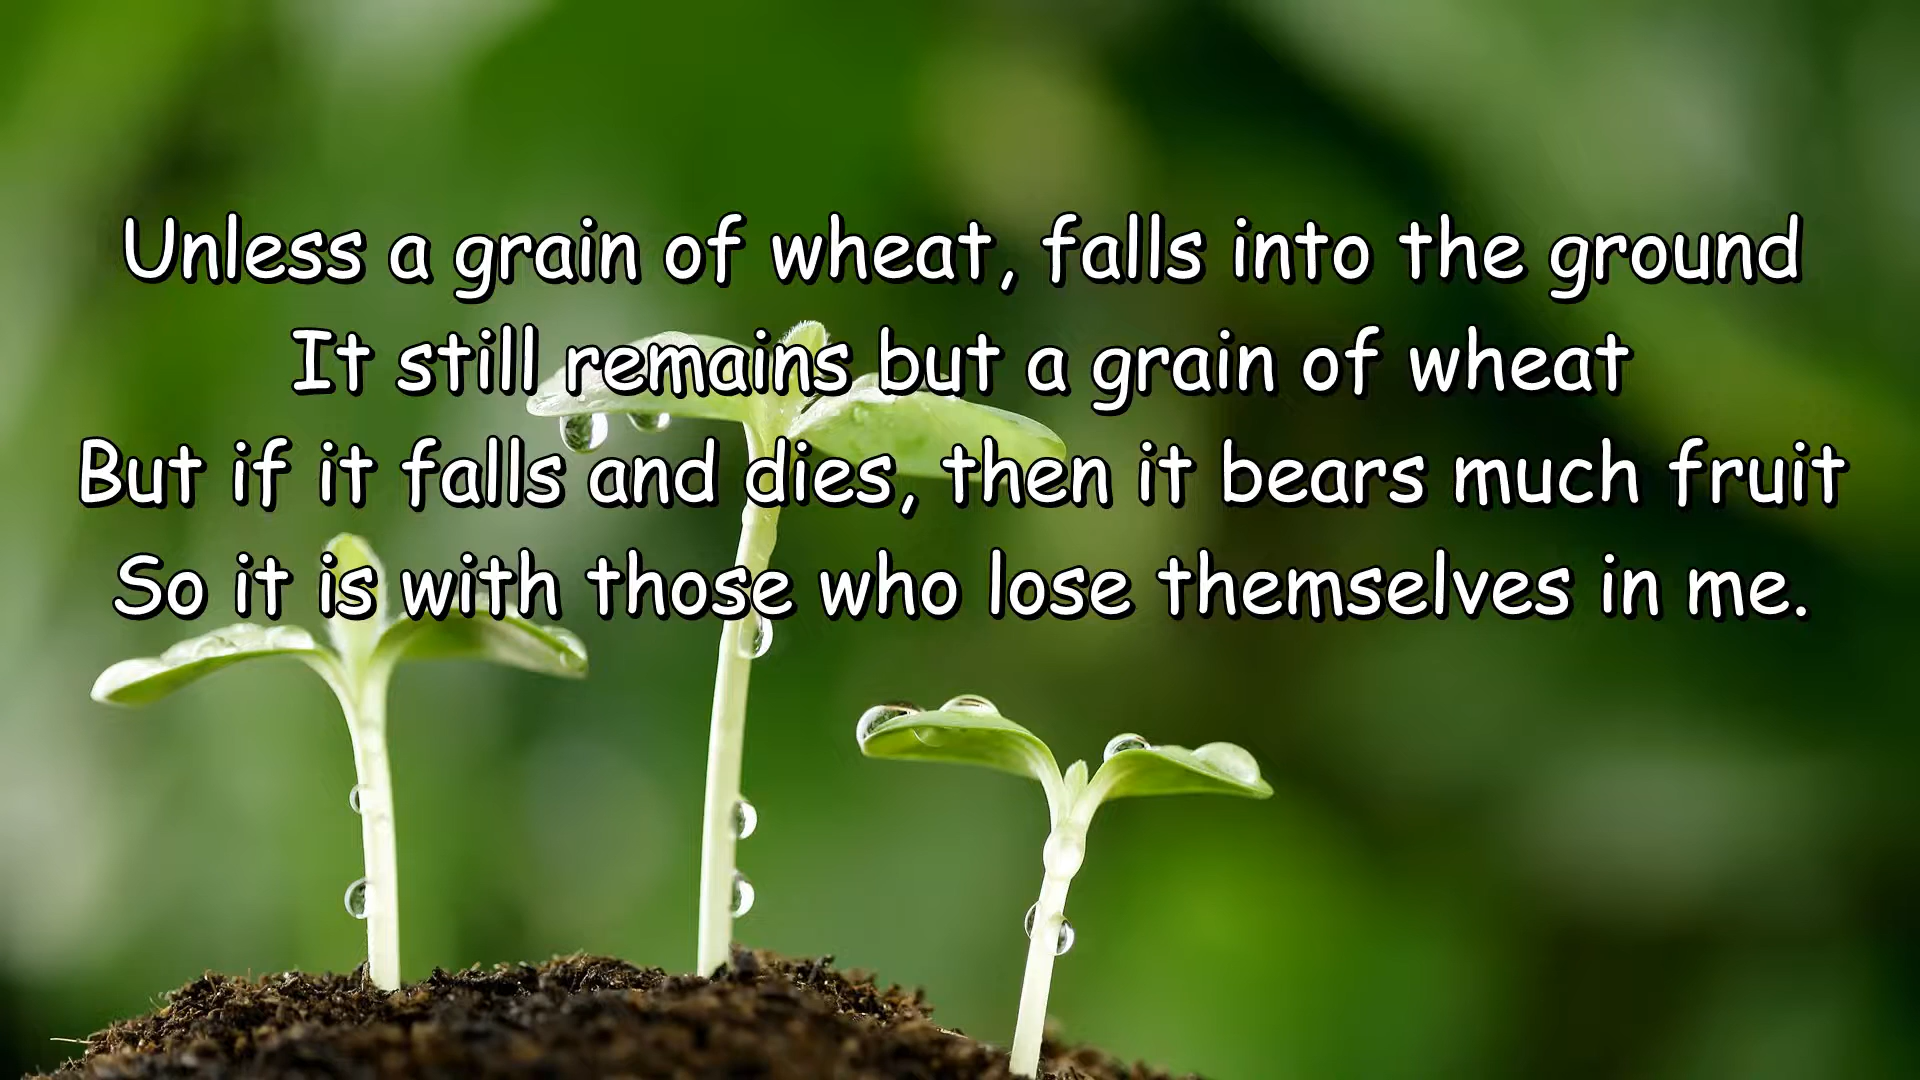 Unless a grain of wheat, falls into the ground
It still remains but a grain of wheat
But if it falls and dies, then it bears much fruit
So it is with those who lose themselves in me.